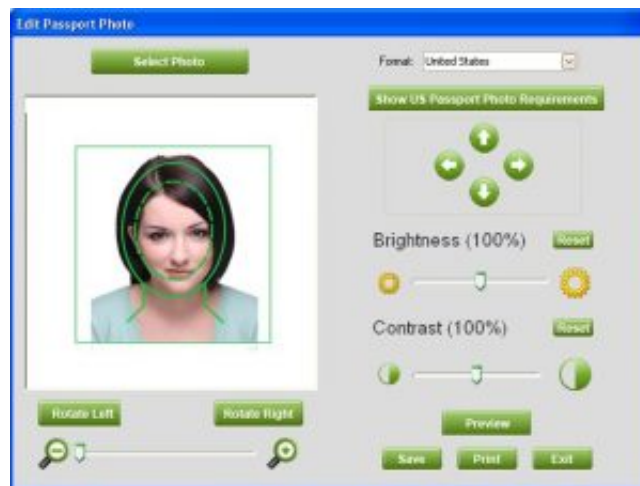 Edit Passport Photo
Select Photo
Format: United States
Show US Passport Photo Requirements
Brightness (100%) Reset
Contrast (100%) Reset
Rotate Left Rotate Right
Preview
Save Print Exit